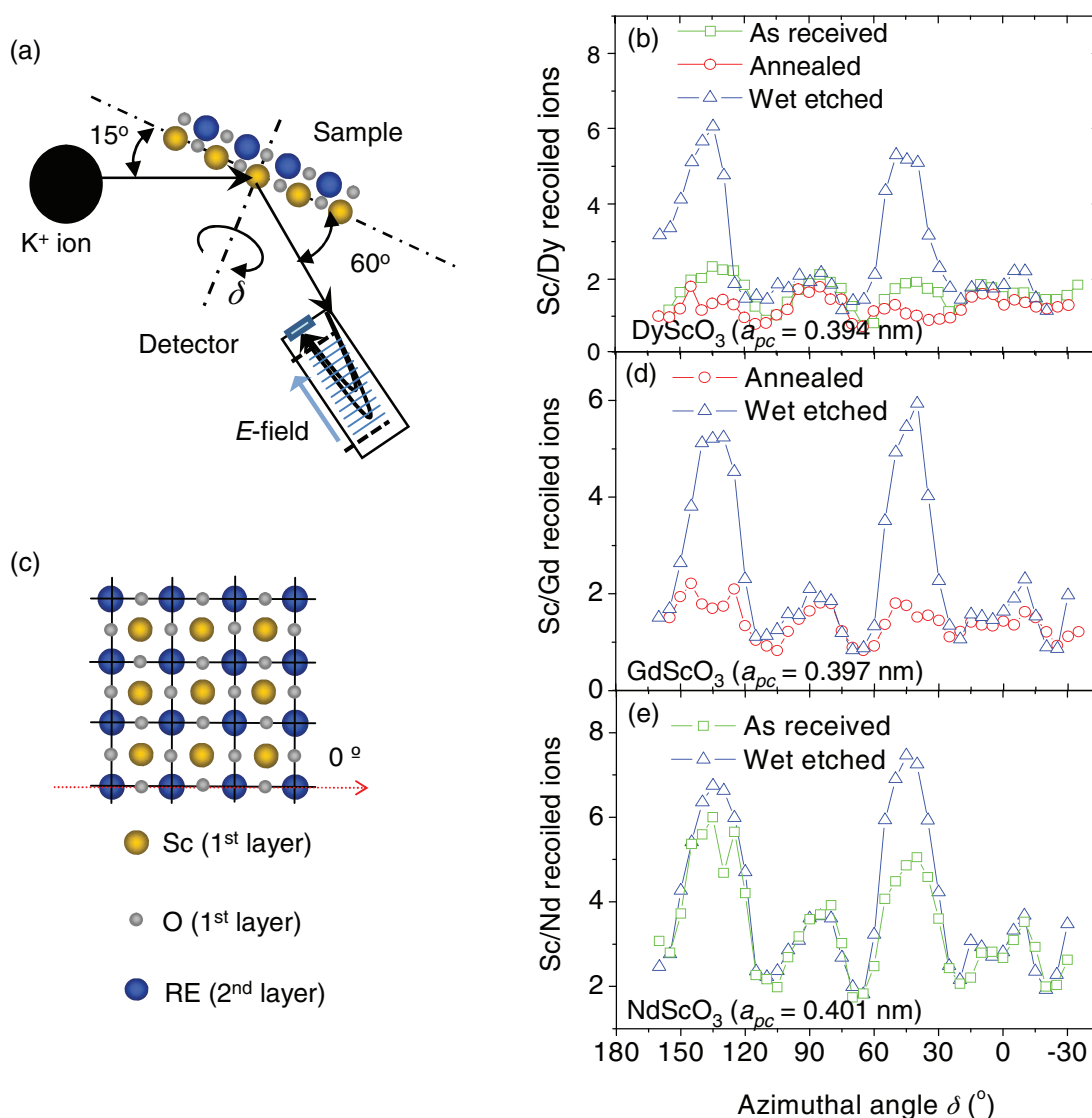 (a)
15º
Sample
K⁺ ion
δ
60º
Detector
E-field
(b)
As received
Annealed
Wet etched
Sc/Dy recoiled ions
8
6
4
2
0
DyScO₃ (a_pc = 0.394 nm)
(c)
0 º
Sc (1ˢᵗ layer)
O (1ˢᵗ layer)
RE (2ⁿᵈ layer)
(d)
Annealed
Wet etched
Sc/Gd recoiled ions
6
4
2
0
GdScO₃ (a_pc = 0.397 nm)
(e)
As received
Wet etched
Sc/Nd recoiled ions
8
6
4
2
NdScO₃ (a_pc = 0.401 nm)
180 150 120 90 60 30 0 -30
Azimuthal angle δ (º)